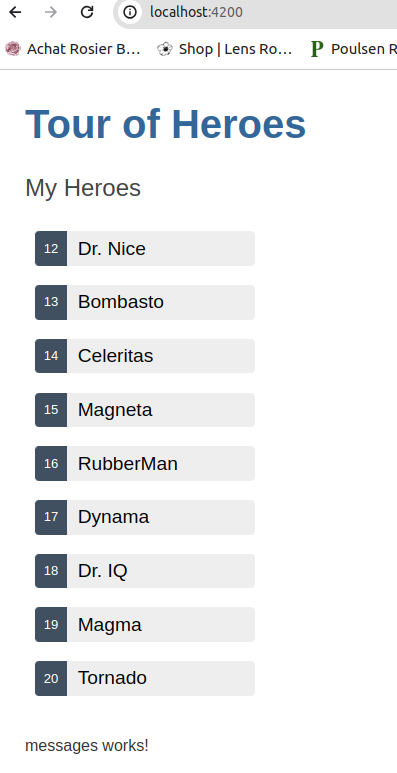 localhost:4200
Achat Rosier B... Shop | Lens Ro... Poulsen R
Tour of Heroes
My Heroes
12 Dr. Nice
13 Bombasto
14 Celeritas
15 Magneta
16 RubberMan
17 Dynama
18 Dr. IQ
19 Magma
20 Tornado
messages works!